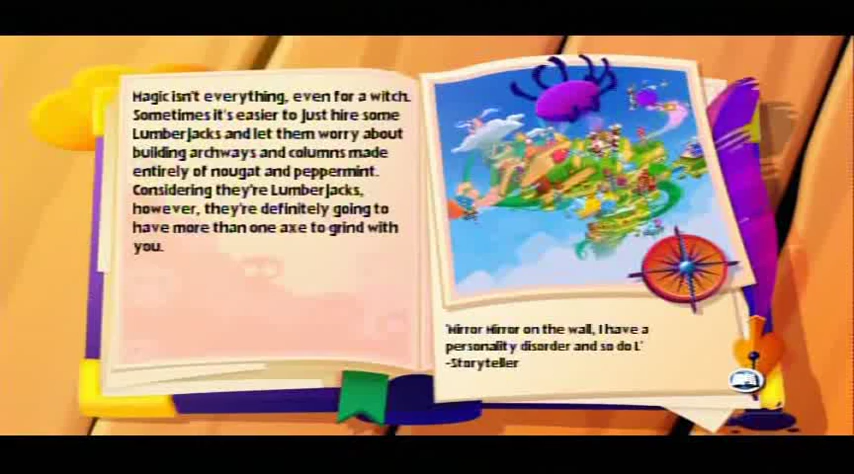 Magic isn't everything, even for a witch.
Sometimes it's easier to just hire some
LumberJacks and let them worry about
building archways and columns made
entirely of nougat and peppermint.
Considering they're LumberJacks,
however, they're definitely going to
have more than one axe to grind with
you.
'Mirror Mirror on the wall, I have a
personality disorder and so do I.'
-Storyteller